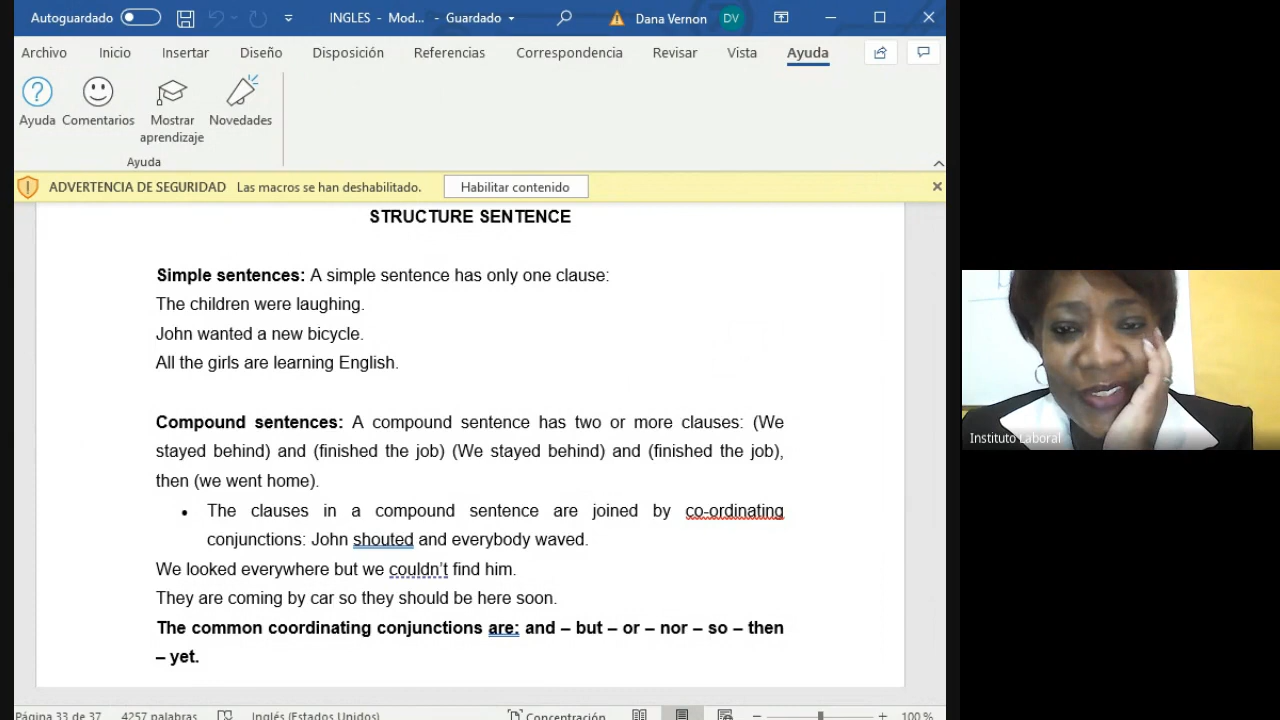 Autoguardado INGLES - Mod... - Guardado Dana Vernon DV
Archivo Inicio Insertar Diseño Disposición Referencias Correspondencia Revisar Vista Ayuda
Ayuda Comentarios Mostrar aprendizaje Novedades
Ayuda
ADVERTENCIA DE SEGURIDAD Las macros se han deshabilitado. Habilitar contenido
STRUCTURE SENTENCE
Simple sentences: A simple sentence has only one clause:
The children were laughing.
John wanted a new bicycle.
All the girls are learning English.
Compound sentences: A compound sentence has two or more clauses: (We
stayed behind) and (finished the job) (We stayed behind) and (finished the job),
then (we went home).
• The clauses in a compound sentence are joined by co-ordinating
conjunctions: John shouted and everybody waved.
We looked everywhere but we couldn't find him.
They are coming by car so they should be here soon.
The common coordinating conjunctions are: and – but – or – nor – so – then
– yet.
Página 33 de 37 4257 palabras Inglés (Estados Unidos) Concentración 100 %
Instituto Laboral